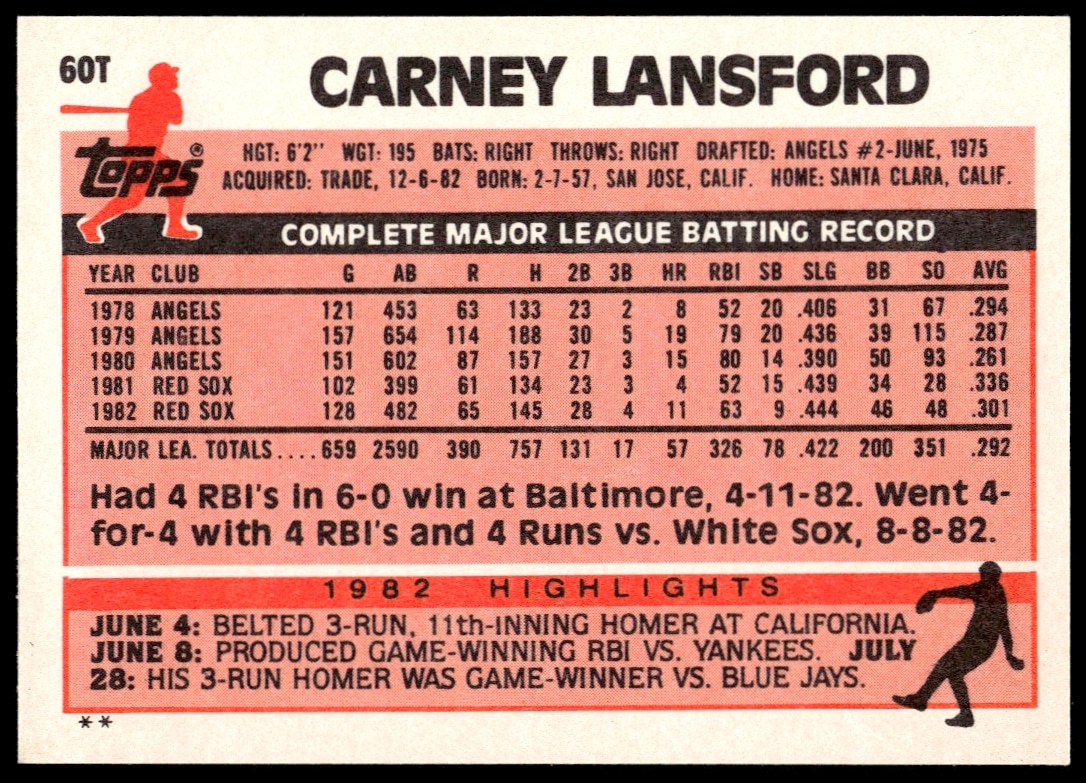 60T
CARNEY LANSFORD
Topps®
HGT: 6'2" WGT: 195 BATS: RIGHT THROWS: RIGHT DRAFTED: ANGELS #2-JUNE, 1975
ACQUIRED: TRADE, 12-6-82 BORN: 2-7-57, SAN JOSE, CALIF. HOME: SANTA CLARA, CALIF.
COMPLETE MAJOR LEAGUE BATTING RECORD
YEAR CLUB G AB R H 2B 3B HR RBI SB SLG BB SO AVG
1978 ANGELS 121 453 63 133 23 2 8 52 20 .406 31 67 .294
1979 ANGELS 157 654 114 188 30 5 19 79 20 .436 39 115 .287
1980 ANGELS 151 602 87 157 27 3 15 80 14 .390 50 93 .261
1981 RED SOX 102 399 61 134 23 3 4 52 15 .439 34 28 .336
1982 RED SOX 128 482 65 145 28 4 11 63 9 .444 46 48 .301
MAJOR LEA. TOTALS....659 2590 390 757 131 17 57 326 78 .422 200 351 .292
Had 4 RBI's in 6-0 win at Baltimore, 4-11-82. Went 4-
for-4 with 4 RBI's and 4 Runs vs. White Sox, 8-8-82.
1982 HIGHLIGHTS
JUNE 4: BELTED 3-RUN, 11th-INNING HOMER AT CALIFORNIA.
JUNE 8: PRODUCED GAME-WINNING RBI VS. YANKEES. JULY
28: HIS 3-RUN HOMER WAS GAME-WINNER VS. BLUE JAYS.
**